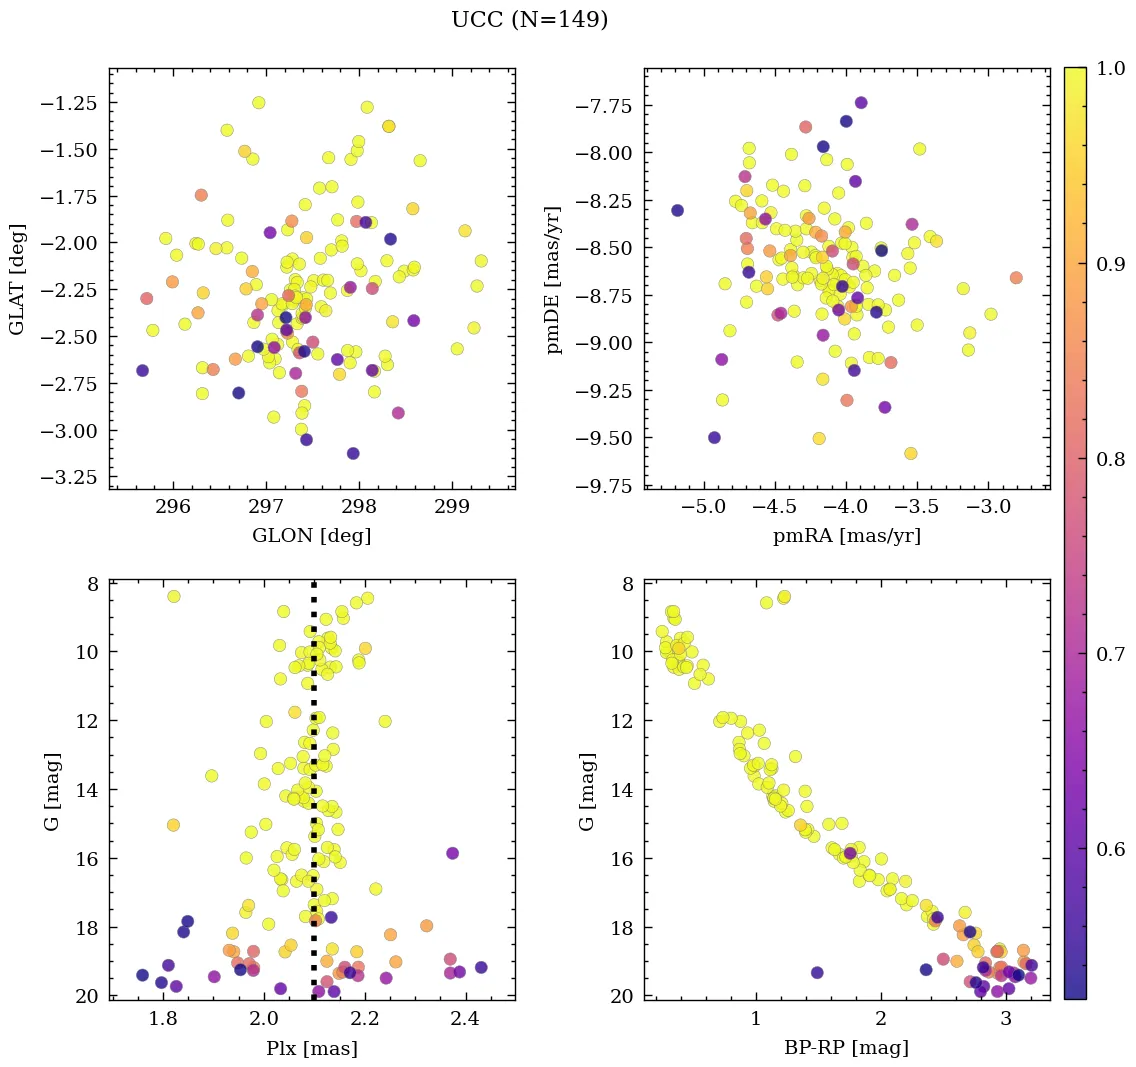 UCC (N=149)
−1.25
−1.50
−1.75
−2.00
−2.25
−2.50
−2.75
−3.00
−3.25
GLAT [deg]
296 297 298 299
GLON [deg]
−7.75
−8.00
−8.25
−8.50
−8.75
−9.00
−9.25
−9.50
−9.75
pmDE [mas/yr]
−5.0 −4.5 −4.0 −3.5 −3.0
pmRA [mas/yr]
8
10
12
14
16
18
20
G [mag]
1.8 2.0 2.2 2.4
Plx [mas]
8
10
12
14
16
18
20
G [mag]
1 2 3
BP-RP [mag]
1.0
0.9
0.8
0.7
0.6